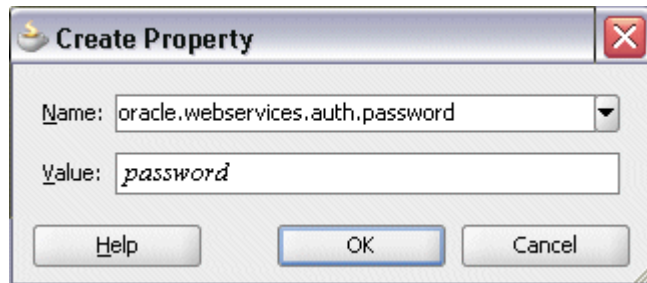 Create Property
Name: oracle.webservices.auth.password
Value: password
Help OK Cancel